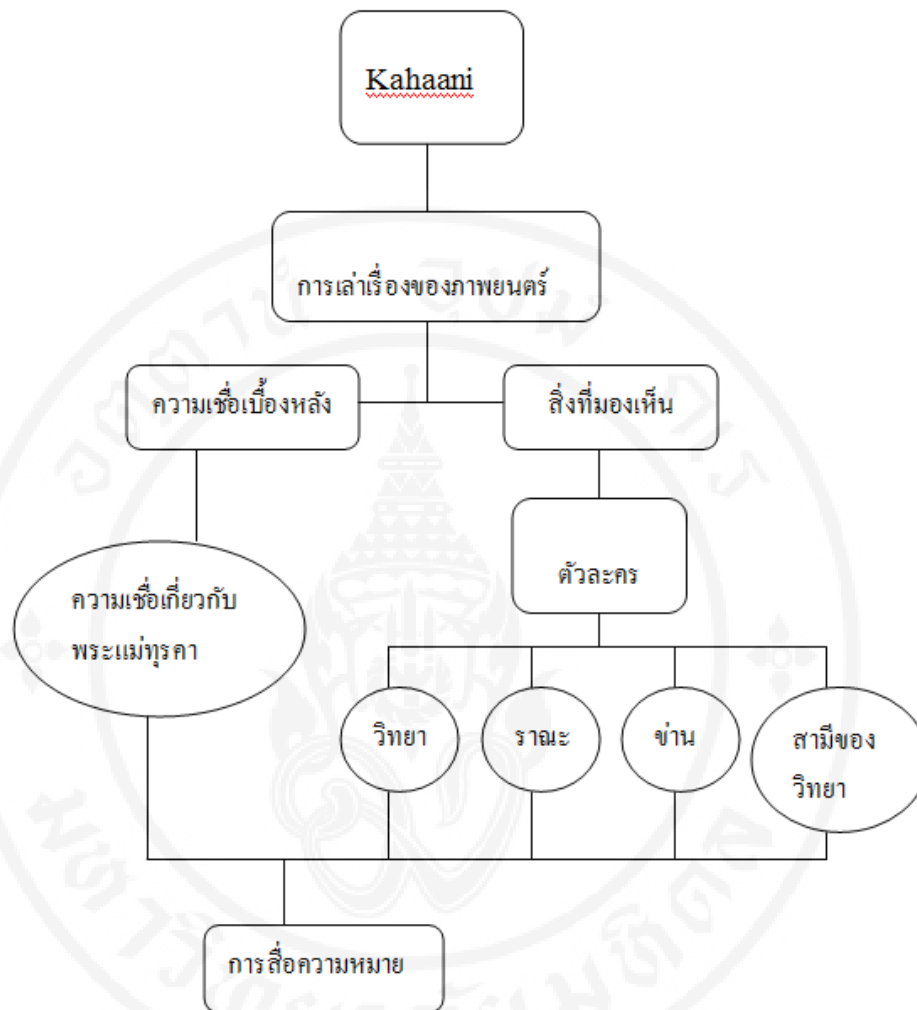 Kahaani
การเล่าเรื่องของภาพยนตร์
ความเชื่อเบื้องหลัง
สิ่งที่มองเห็น
ตัวละคร
ความเชื่อเกี่ยวกับ
พระแม่ทุรคา
วิทยา
ราณะ
ข่าน
สามีของ
วิทยา
การสื่อความหมาย